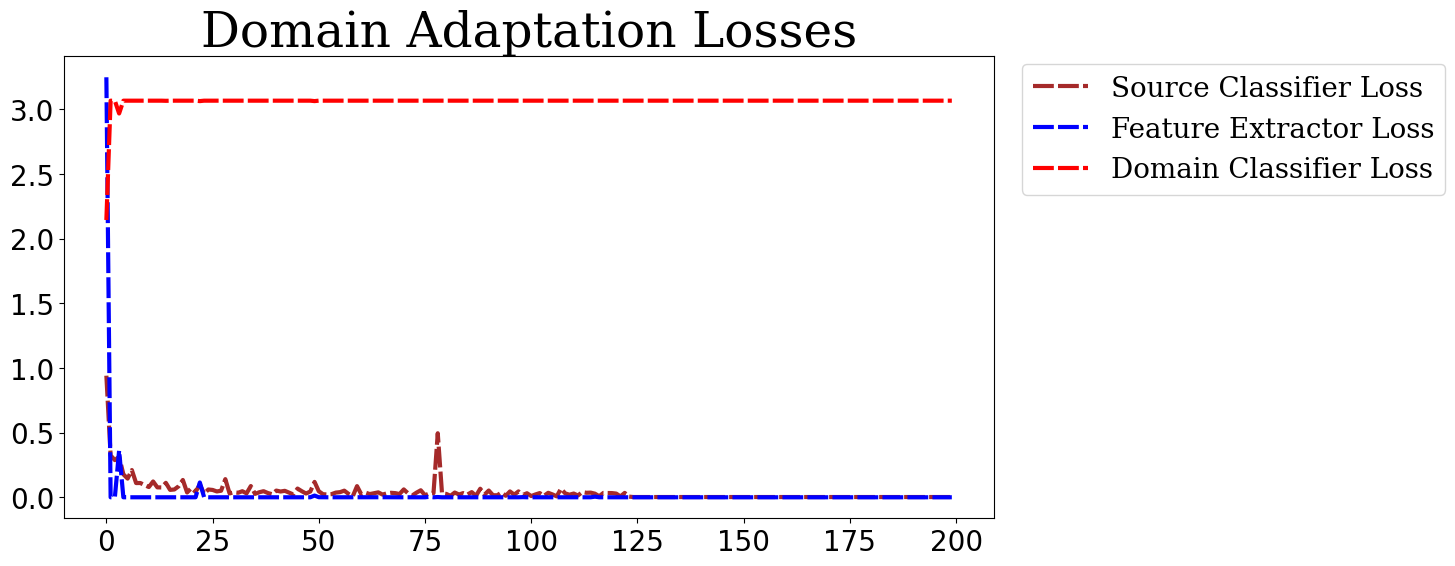 Domain Adaptation Losses
3.0
2.5
2.0
1.5
1.0
0.5
0.0
0 25 50 75 100 125 150 175 200
Source Classifier Loss
Feature Extractor Loss
Domain Classifier Loss